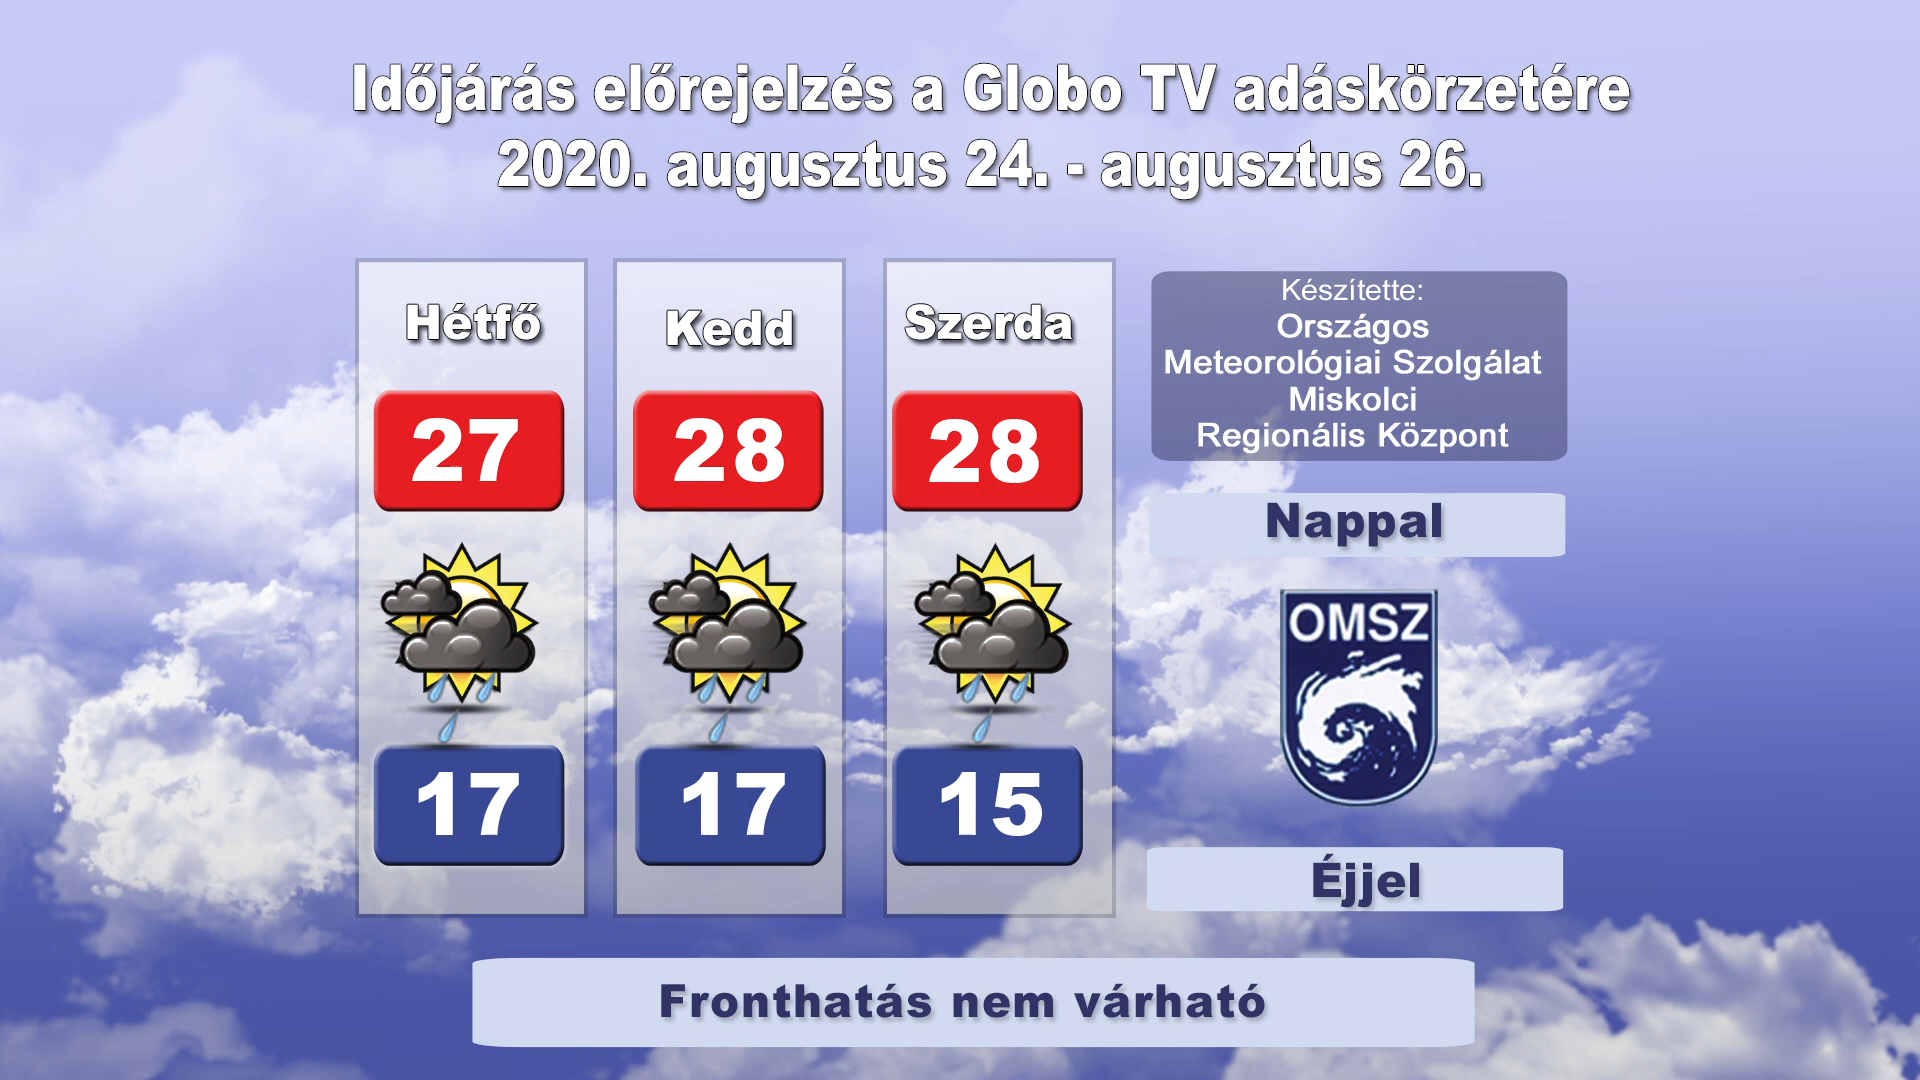 Időjárás előrejelzés a Globo TV adáskörzetére
2020. augusztus 24. - augusztus 26.
Hétfő
Kedd
Szerda
27
28
28
17
17
15
Készítette:
Országos
Meteorológiai Szolgálat
Miskolci
Regionális Központ
Nappal
OMSZ
Éjjel
Fronthatás nem várható